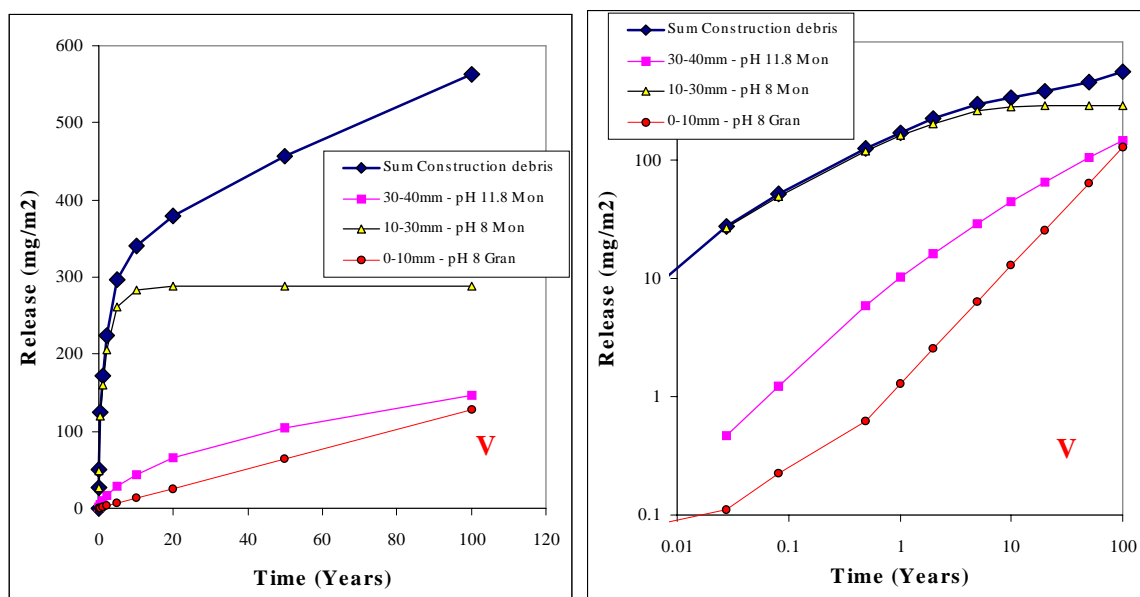 600
500
400
300
200
100
0
Release (mg/m2)
Sum Construction debris
30-40mm - pH 11.8 Mon
10-30mm - pH 8 Mon
0-10mm - pH 8 Gran
V
0 20 40 60 80 100 120
Time (Years)
Sum Construction debris
30-40mm - pH 11.8 Mon
10-30mm - pH 8 Mon
0-10mm - pH 8 Gran
100
10
1
0.1
Release (mg/m2)
V
0.01 0.1 1 10 100
Time (Years)